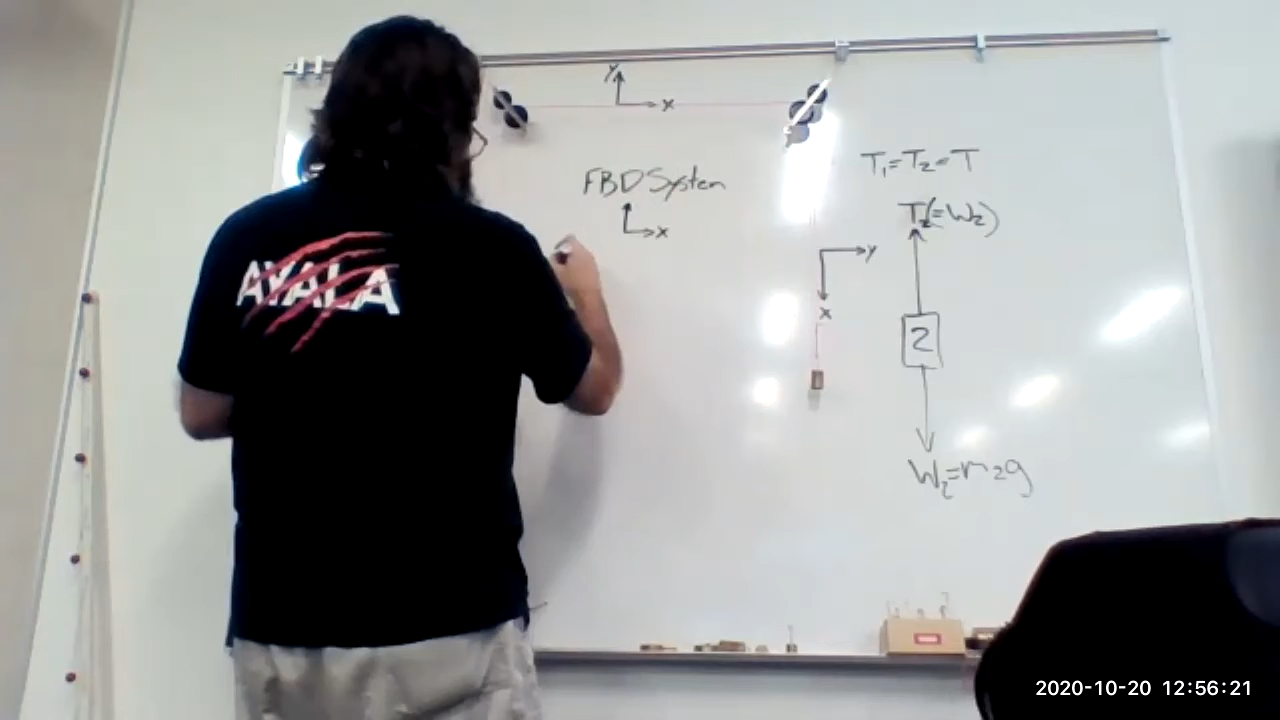 y
x
T₁=T₂=T
FBD System
T₂(=W₂)
x
y
x
AYALA
2
W₂=m₂g
2020-10-20 12:56:21